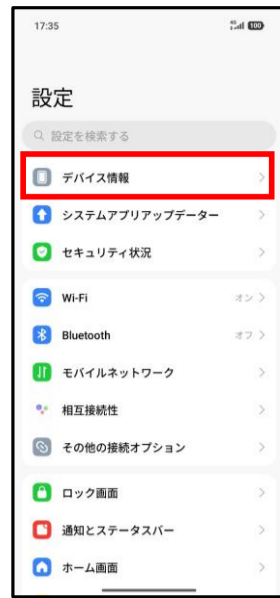 17:35
4G
100
設定
設定を検索する
デバイス情報
システムアプリアップデーター
セキュリティ状況
Wi-Fi オン
Bluetooth オフ
モバイルネットワーク
相互接続性
その他の接続オプション
ロック画面
通知とステータスバー
ホーム画面